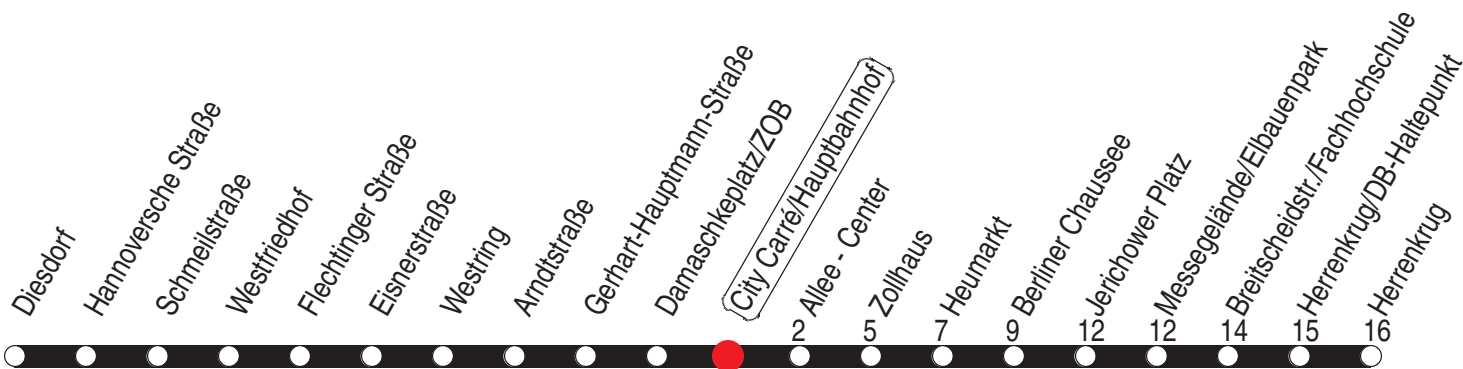 Diesdorf
Hannoversche Straße
Schmeilstraße
Westfriedhof
Flechtinger Straße
Eisnerstraße
Westring
Arndtstraße
Gerhart-Hauptmann-Straße
Damaschkeplatz/ZOB
City Carré/Hauptbahnhof
Allee - Center
Zollhaus
Heumarkt
Berliner Chaussee
Jerichower Platz
Messegelände/Elbauenpark
Breitscheidstr./Fachhochschule
Herrenkrug/DB-Haltepunkt
Herrenkrug
2 5 7 9 12 12 14 15 16